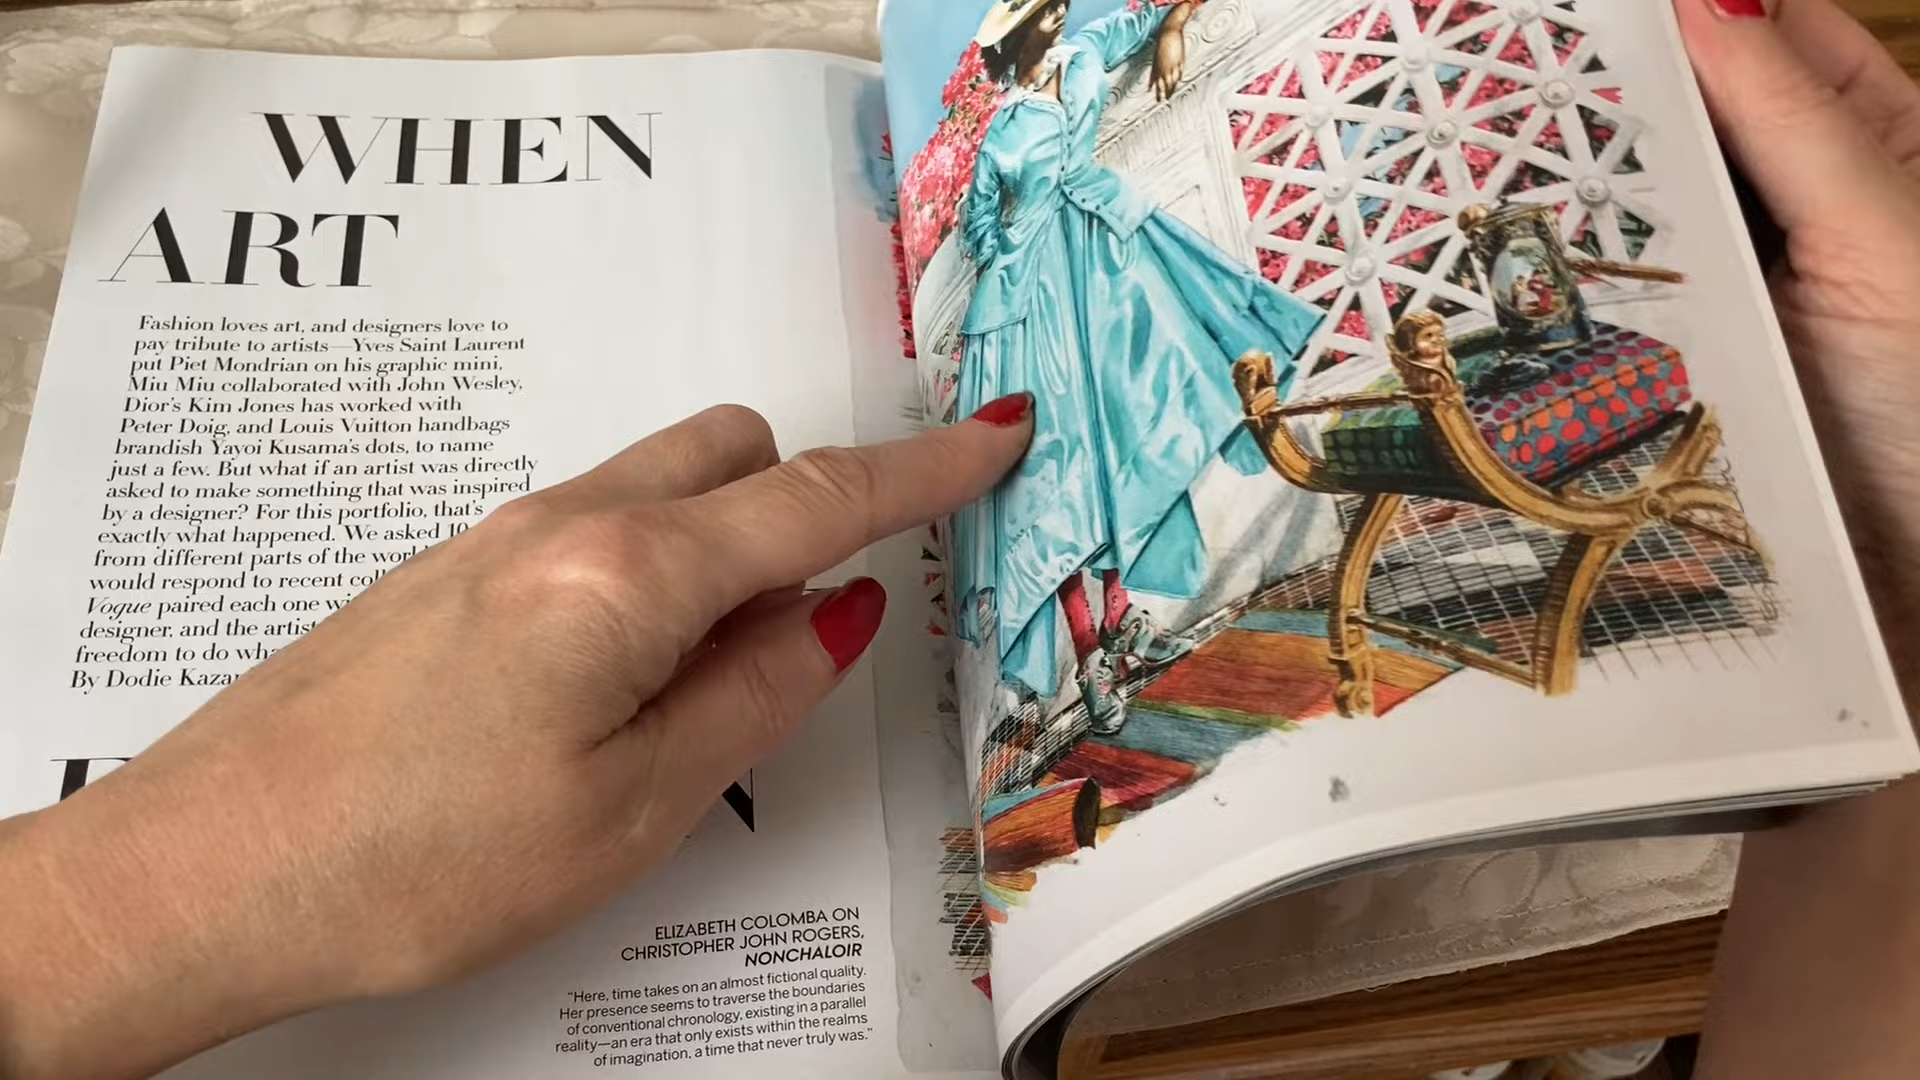 WHEN
ART
Fashion loves art, and designers love to
pay tribute to artists—Yves Saint Laurent
put Piet Mondrian on his graphic mini,
Miu Miu collaborated with John Wesley,
Dior's Kim Jones has worked with
Peter Doig, and Louis Vuitton handbags
brandish Yayoi Kusama's dots, to name
just a few. But what if an artist was directly
asked to make something that was inspired
by a designer? For this portfolio, that's
exactly what happened. We asked 10
from different parts of the
would respond to recent
Vogue paired each one
designer, and the
freedom to do
By Dodie
N
ELIZABETH COLOMBA ON
CHRISTOPHER JOHN ROGERS,
NONCHALOIR
"Here, time takes on an almost fictional quality.
Her presence seems to traverse the boundaries
of conventional chronology, existing in a parallel
reality—an era that only exists within the realms
of imagination, a time that never truly was."